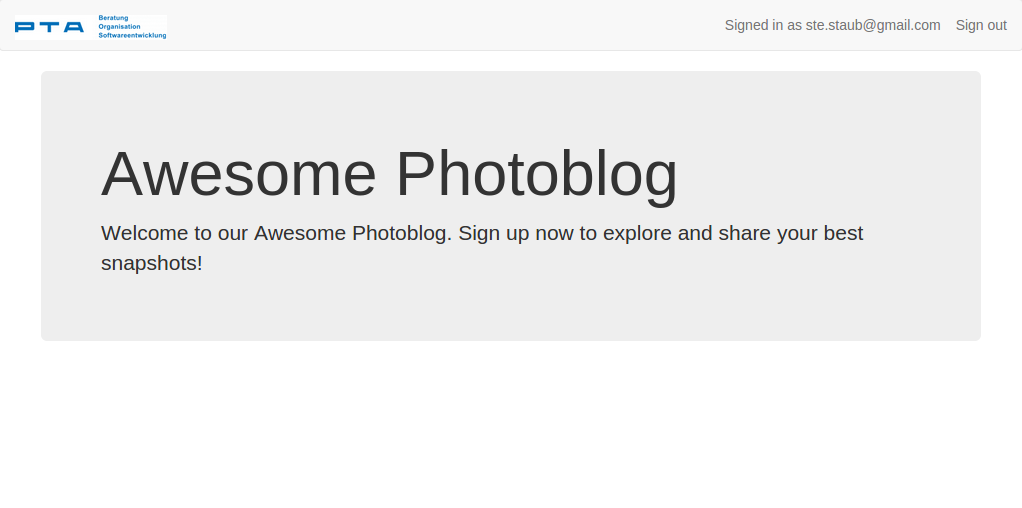 PTA
Beratung
Organisation
Softwareentwicklung
Signed in as ste.staub@gmail.com Sign out
Awesome Photoblog
Welcome to our Awesome Photoblog. Sign up now to explore and share your best
snapshots!